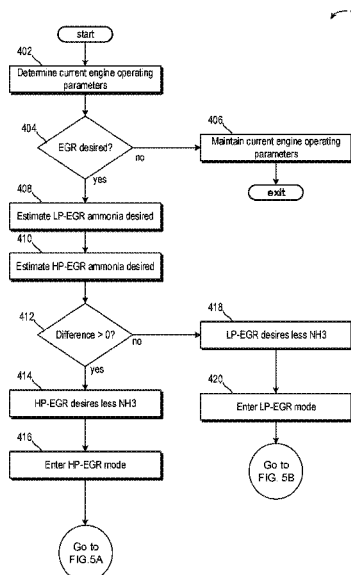 start
402
Determine current engine operating
parameters
404
EGR desired?
no
yes
406
Maintain current engine operating
parameters
exit
408
Estimate LP-EGR ammonia desired
410
Estimate HP-EGR ammonia desired
412
Difference > 0?
no
yes
418
LP-EGR desires less NH3
414
HP-EGR desires less NH3
420
Enter LP-EGR mode
416
Enter HP-EGR mode
Go to
FIG. 5B
Go to
FIG.5A